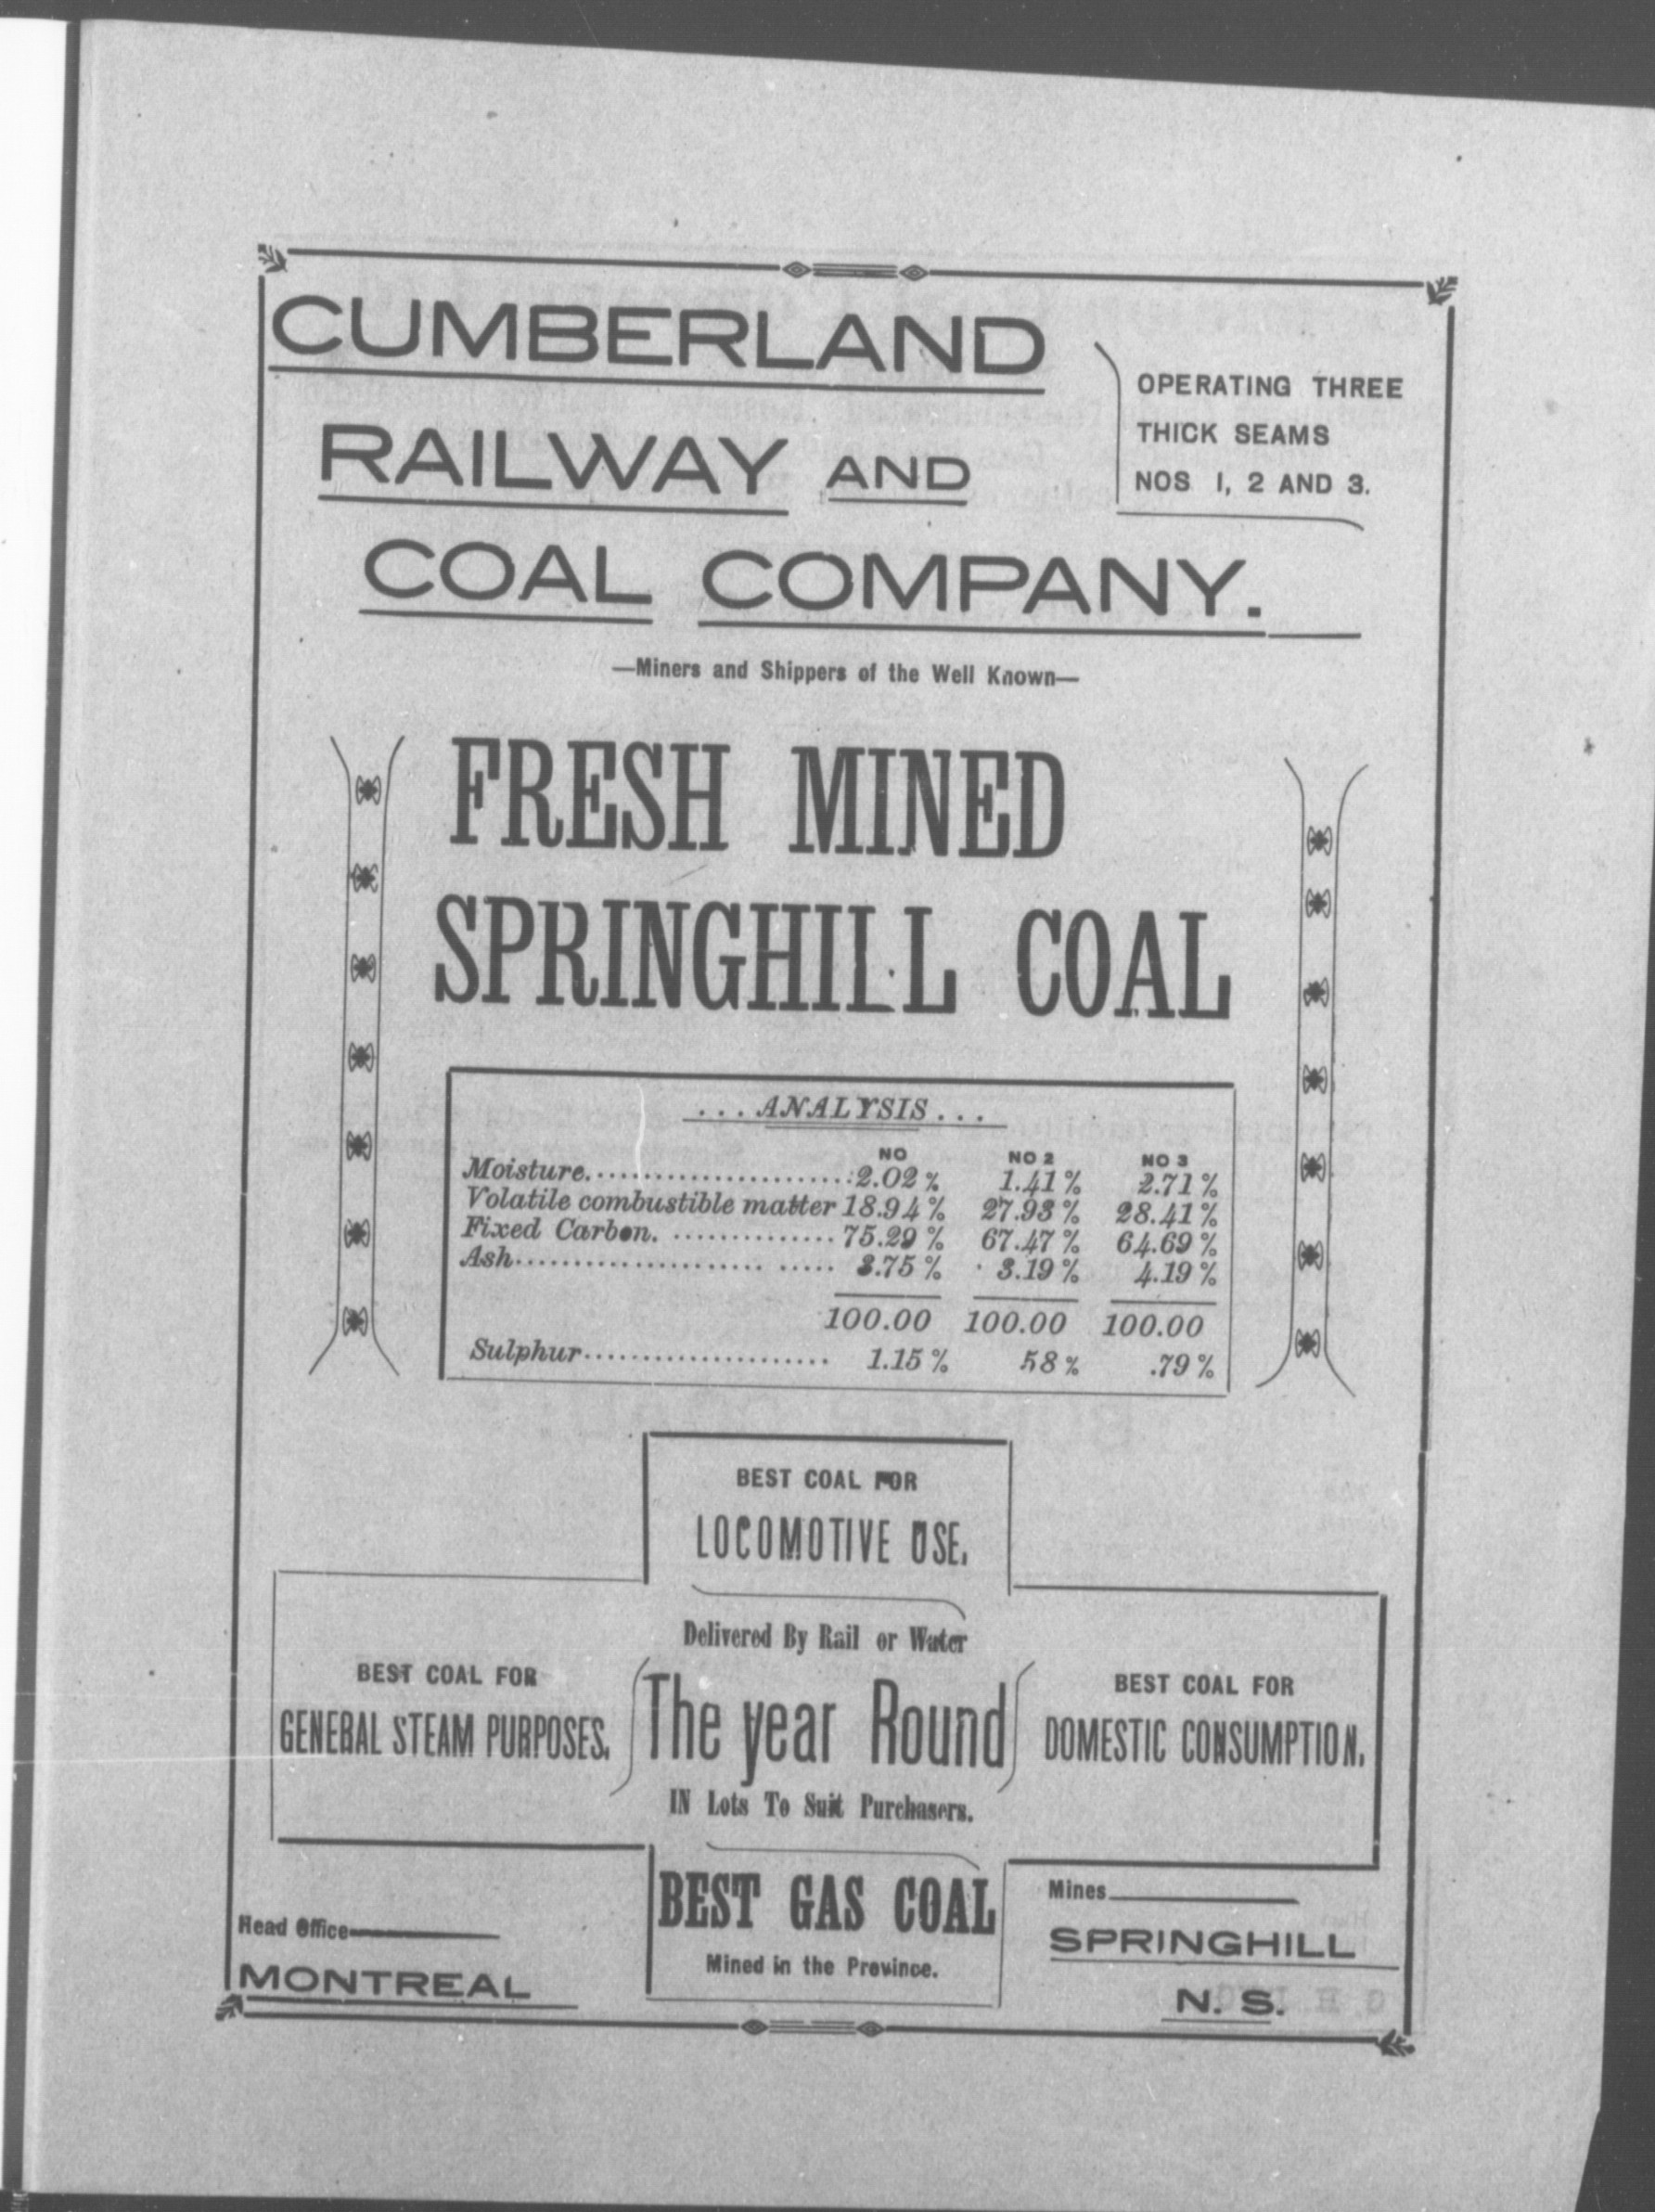 CUMBERLAND
RAILWAY AND
COAL COMPANY.
OPERATING THREE
THICK SEAMS
NOS 1, 2 AND 3.
—Miners and Shippers of the Well Known—
FRESH MINED
SPRINGHILL COAL
...ANALYSIS...
NO NO 2 NO 3
Moisture........................2.02% 1.41% 2.71%
Volatile combustible matter 18.94% 27.93% 28.41%
Fixed Carbon. .............. 75.29% 67.47% 64.69%
Ash..................... ..... 3.75% 3.19% 4.19%
100.00 100.00 100.00
Sulphur..................... 1.15% 58% .79%
BEST COAL FOR
LOCOMOTIVE USE.
Delivered By Rail or Water
BEST COAL FOR
GENERAL STEAM PURPOSES.
The year Round
BEST COAL FOR
DOMESTIC CONSUMPTION.
IN Lots To Suit Purchasers.
BEST GAS COAL
Mined in the Province.
Head Office
MONTREAL
Mines
SPRINGHILL
N. S.